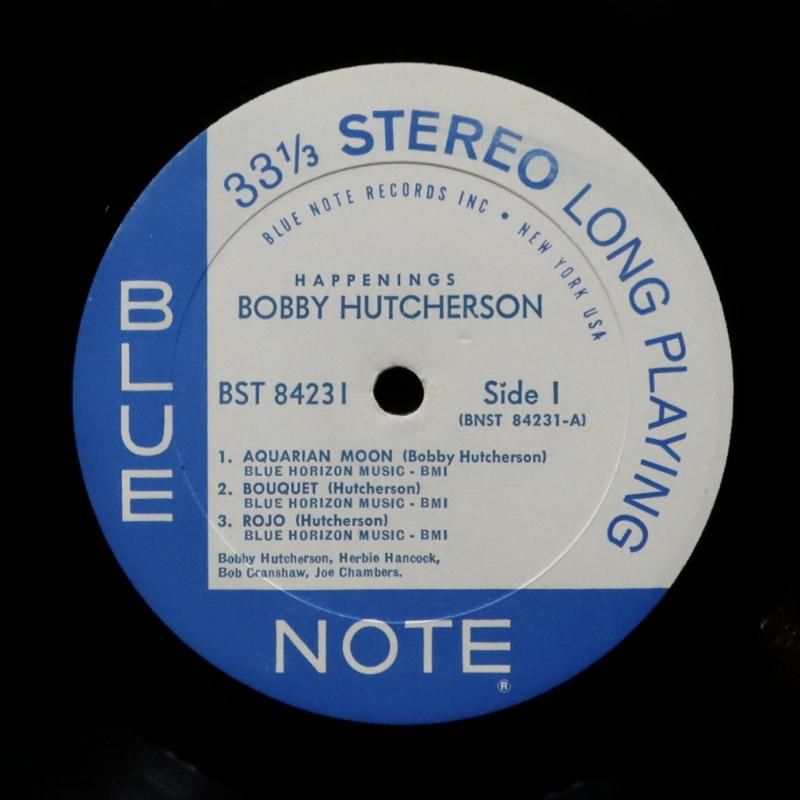 33⅓ STEREO LONG PLAYING
BLUE NOTE RECORDS INC • NEW YORK USA
HAPPENINGS
BOBBY HUTCHERSON
BST 84231
Side 1
(BNST 84231-A)
1. AQUARIAN MOON (Bobby Hutcherson)
BLUE HORIZON MUSIC - BMI
2. BOUQUET (Hutcherson)
BLUE HORIZON MUSIC - BMI
3. ROJO (Hutcherson)
BLUE HORIZON MUSIC - BMI
Bobby Hutcherson, Herbie Hancock,
Bob Cranshaw, Joe Chambers.
BLUE
NOTE
®